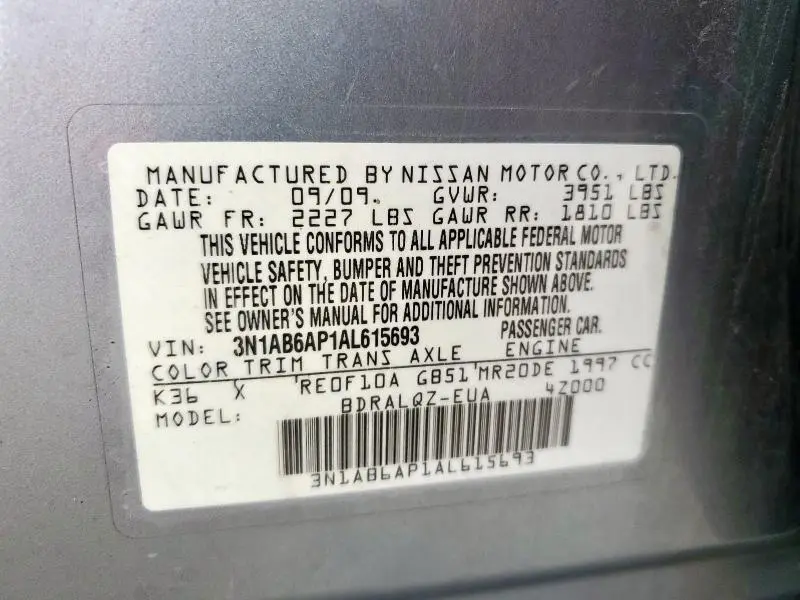 MANUFACTURED BY NISSAN MOTOR CO., LTD.
DATE: 09/09. GVWR: 3951 LBS
GAWR FR: 2227 LBS GAWR RR: 1810 LBS
THIS VEHICLE CONFORMS TO ALL APPLICABLE FEDERAL MOTOR
VEHICLE SAFETY, BUMPER AND THEFT PREVENTION STANDARDS
IN EFFECT ON THE DATE OF MANUFACTURE SHOWN ABOVE.
SEE OWNER'S MANUAL FOR ADDITIONAL INFORMATION.
VIN: 3N1AB6AP1AL615693 PASSENGER CAR.
COLOR TRIM TRANS AXLE ENGINE
K36 X RE0F10A GB51 MR20DE 1997 CC
MODEL: BDRALQZ-EUA 4Z000
3N1AB6AP1AL615693